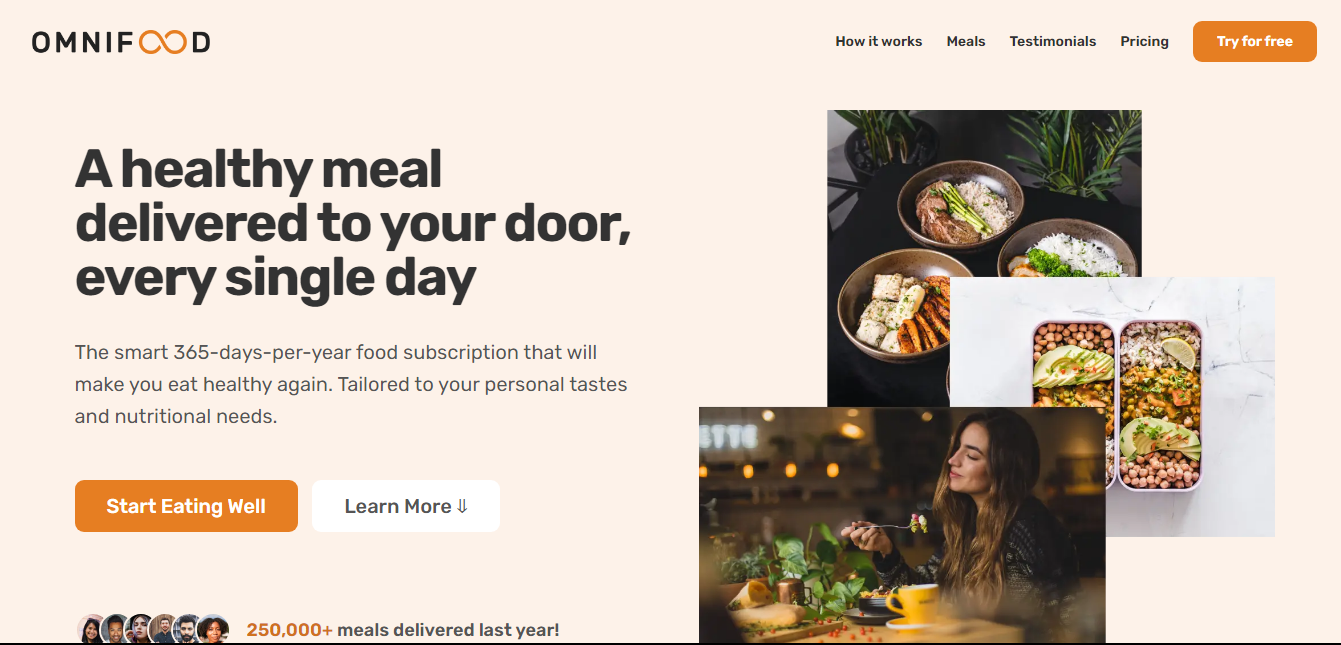 OMNIFOOD
How it works Meals Testimonials Pricing Try for free
A healthy meal
delivered to your door,
every single day
The smart 365-days-per-year food subscription that will
make you eat healthy again. Tailored to your personal tastes
and nutritional needs.
Start Eating Well Learn More ⇓
250,000+ meals delivered last year!